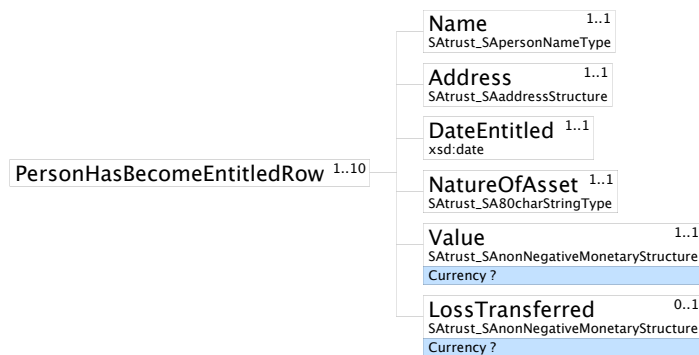 Name 1..1
SAtrust_SApersonNameType
Address 1..1
SAtrust_SAaddressStructure
DateEntitled 1..1
xsd:date
PersonHasBecomeEntitledRow 1..10
NatureOfAsset 1..1
SAtrust_SA80charStringType
Value 1..1
SAtrust_SAnonNegativeMonetaryStructure
Currency ?
LossTransferred 0..1
SAtrust_SAnonNegativeMonetaryStructure
Currency ?